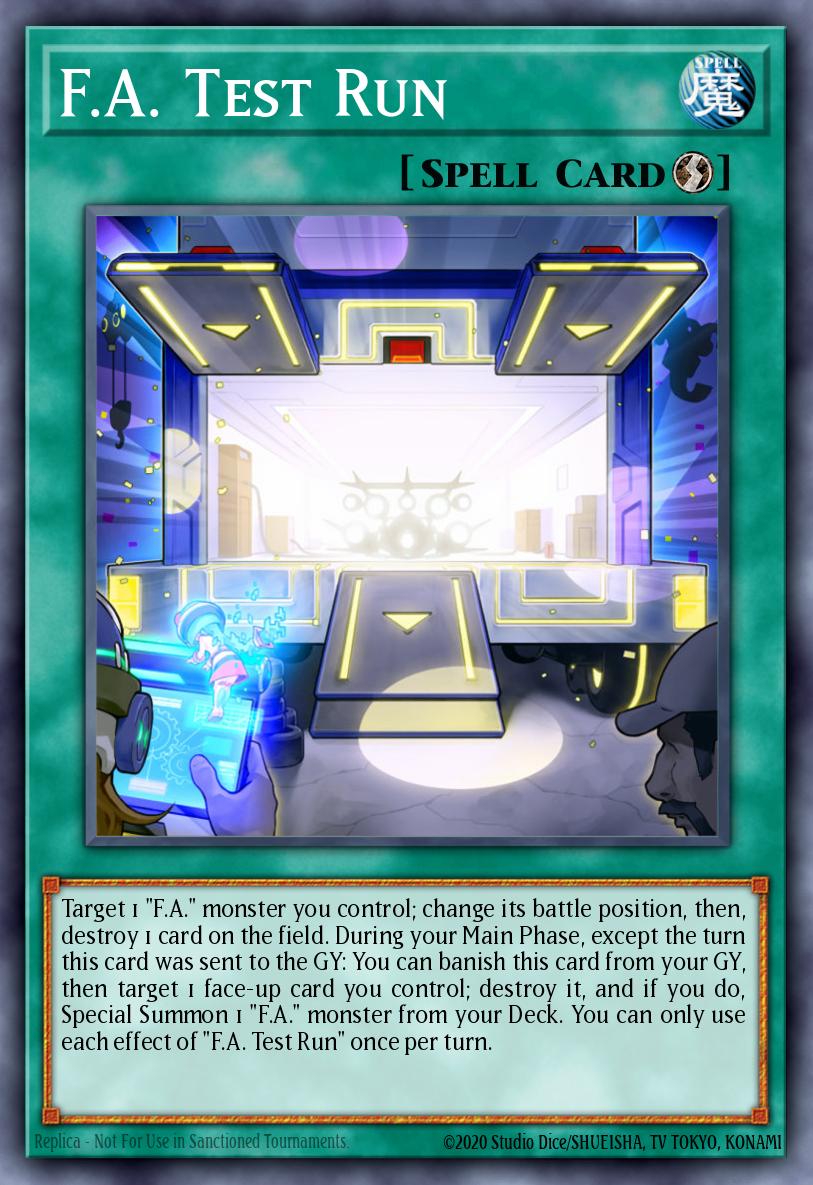 F.A. Test Run
SPELL
魔
[Spell Card]
Target 1 "F.A." monster you control; change its battle position, then,
destroy 1 card on the field. During your Main Phase, except the turn
this card was sent to the GY: You can banish this card from your GY,
then target 1 face-up card you control; destroy it, and if you do,
Special Summon 1 "F.A." monster from your Deck. You can only use
each effect of "F.A. Test Run" once per turn.
Replica - Not For Use in Sanctioned Tournaments.
©2020 Studio Dice/SHUEISHA, TV TOKYO, KONAMI